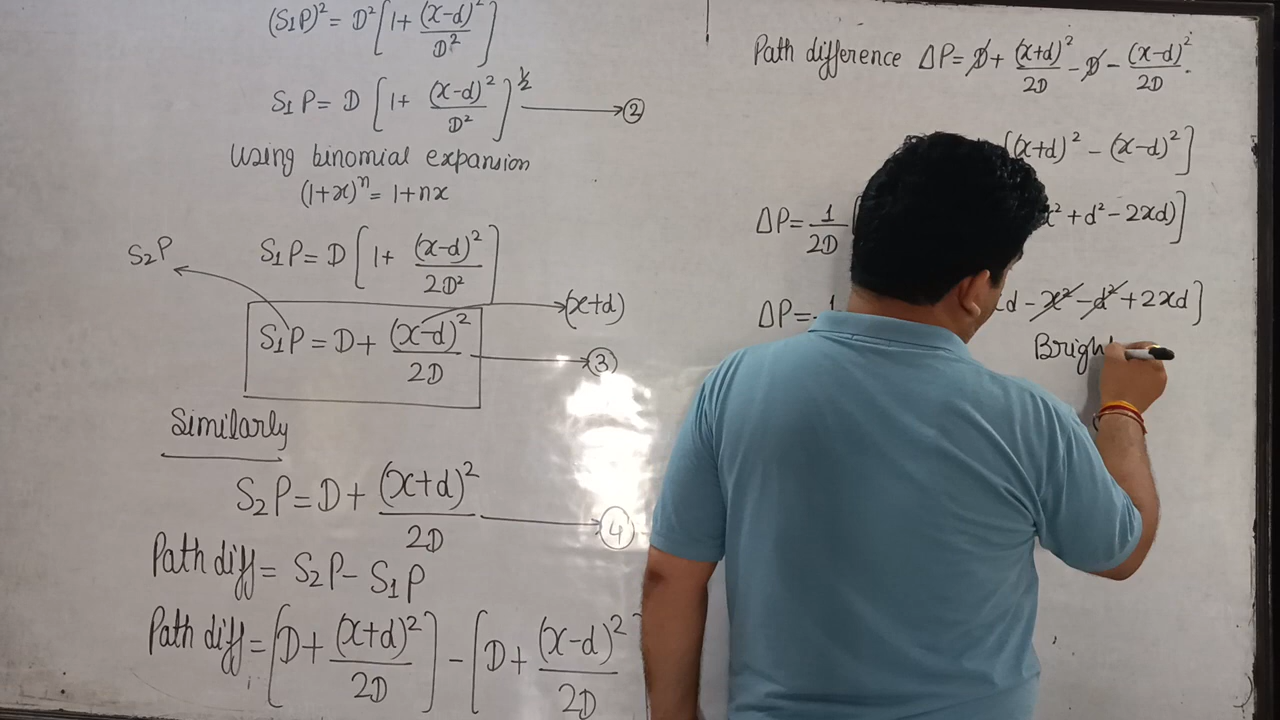 (S₁P)² = D² [1 + (x-d)²/D²]
S₁P = D [1 + (x-d)²/D²]^½ → ②
Using binomial expansion
(1+x)ⁿ = 1+nx
S₁P = D [1 + (x-d)²/2D²]
S₂P
S₁P = D + (x-d)²/2D → ③
(x+d)
Similarly
S₂P = D + (x+d)²/2D → ④
Path diff = S₂P - S₁P
Path diff = [D + (x+d)²/2D] - [D + (x-d)²/2D
Path difference ΔP = D + (x+d)²/2D - D - (x-d)²/2D.
[(x+d)² - (x-d)²]
ΔP = 1/2D [ x² + d² - 2xd)]
ΔP = 1 xd - x² - d² + 2xd]
Brigh